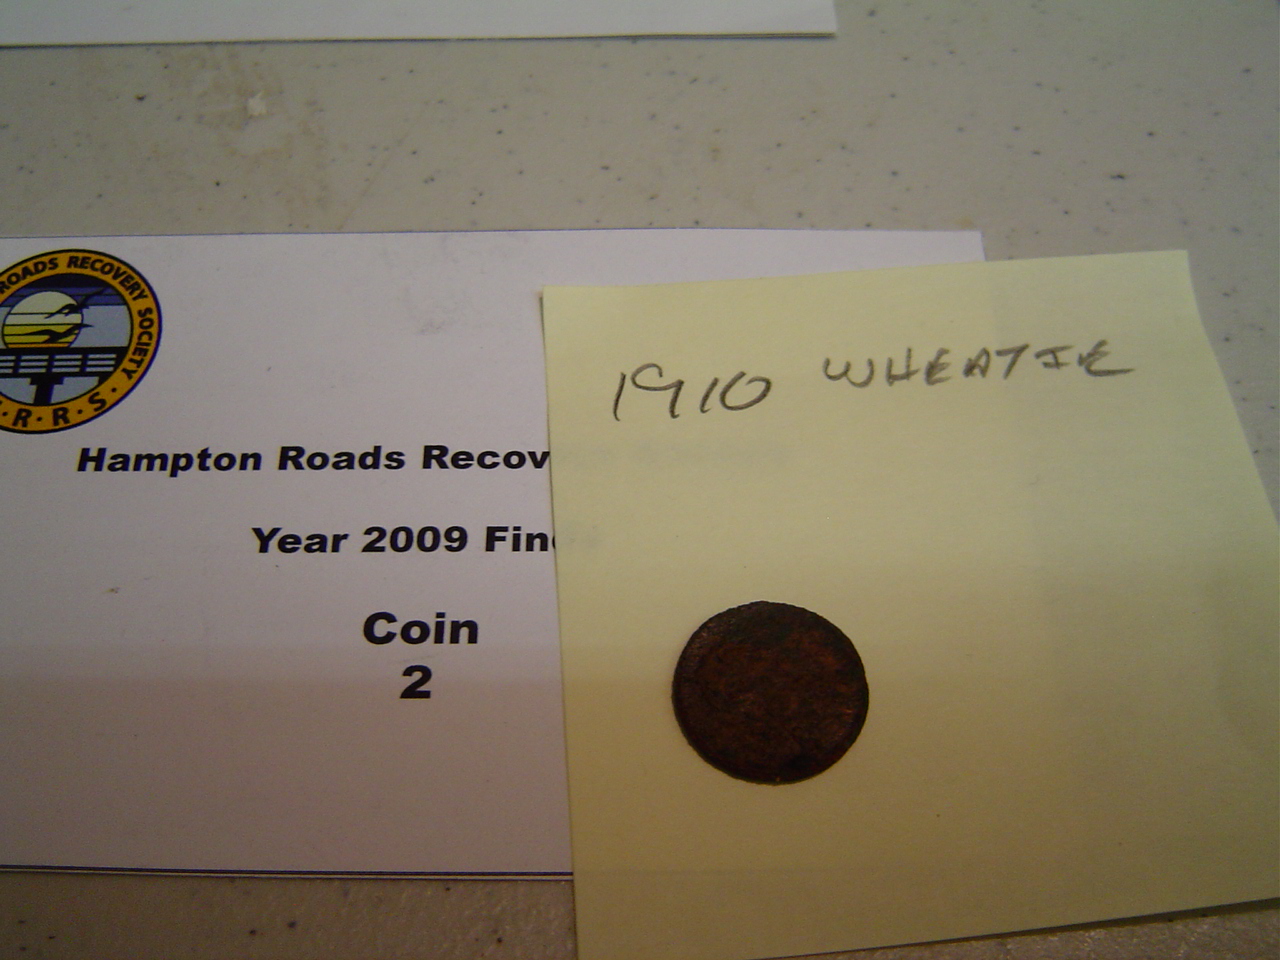 ROADS RECOVERY SOCIETY
· R · R · S ·
1910 WHEATIE
Hampton Roads Recov
Year 2009 Fin
Coin
2